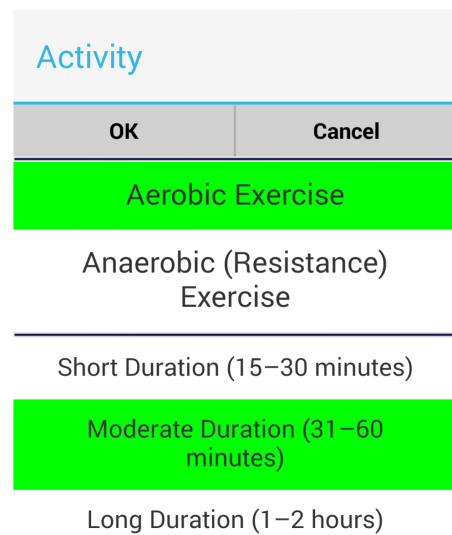 Activity
OK Cancel
Aerobic Exercise
Anaerobic (Resistance)
Exercise
Short Duration (15–30 minutes)
Moderate Duration (31–60
minutes)
Long Duration (1–2 hours)